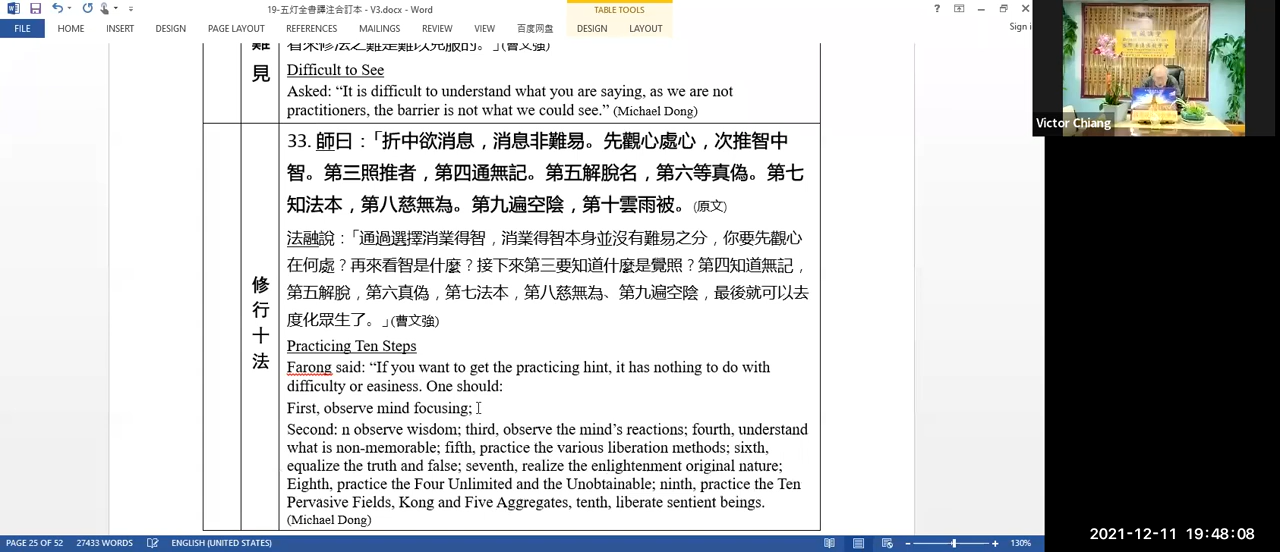 19-五灯全書譯注合訂本 - V3.docx - Word
TABLE TOOLS
FILE
HOME
INSERT
DESIGN
PAGE LAYOUT
REFERENCES
MAILINGS
REVIEW
VIEW
百度网盘
DESIGN
LAYOUT
Sign i
難
見
看來修法之難是難以克服的。」(曹文強)
Difficult to See
Asked: “It is difficult to understand what you are saying, as we are not
practitioners, the barrier is not what we could see.” (Michael Dong)
修
行
十
法
33. 師曰：「折中欲消息，消息非難易。先觀心處心，次推智中
智。第三照推者，第四通無記。第五解脫名，第六等真偽。第七
知法本，第八慈無為。第九遍空陰，第十雲雨被。(原文)
法融說：「通過選擇消業得智，消業得智本身並沒有難易之分，你要先觀心
在何處？再來看智是什麼？接下來第三要知道什麼是覺照？第四知道無記，
第五解脫，第六真偽，第七法本，第八慈無為、第九遍空陰，最後就可以去
度化眾生了。」(曹文強)
Practicing Ten Steps
Farong said: “If you want to get the practicing hint, it has nothing to do with
difficulty or easiness. One should:
First, observe mind focusing;
Second: n observe wisdom; third, observe the mind’s reactions; fourth, understand
what is non-memorable; fifth, practice the various liberation methods; sixth,
equalize the truth and false; seventh, realize the enlightenment original nature;
Eighth, practice the Four Unlimited and the Unobtainable; ninth, practice the Ten
Pervasive Fields, Kong and Five Aggregates, tenth, liberate sentient beings.
(Michael Dong)
PAGE 25 OF 52
27433 WORDS
ENGLISH (UNITED STATES)
130%
Victor Chiang
2021-12-11 19:48:08